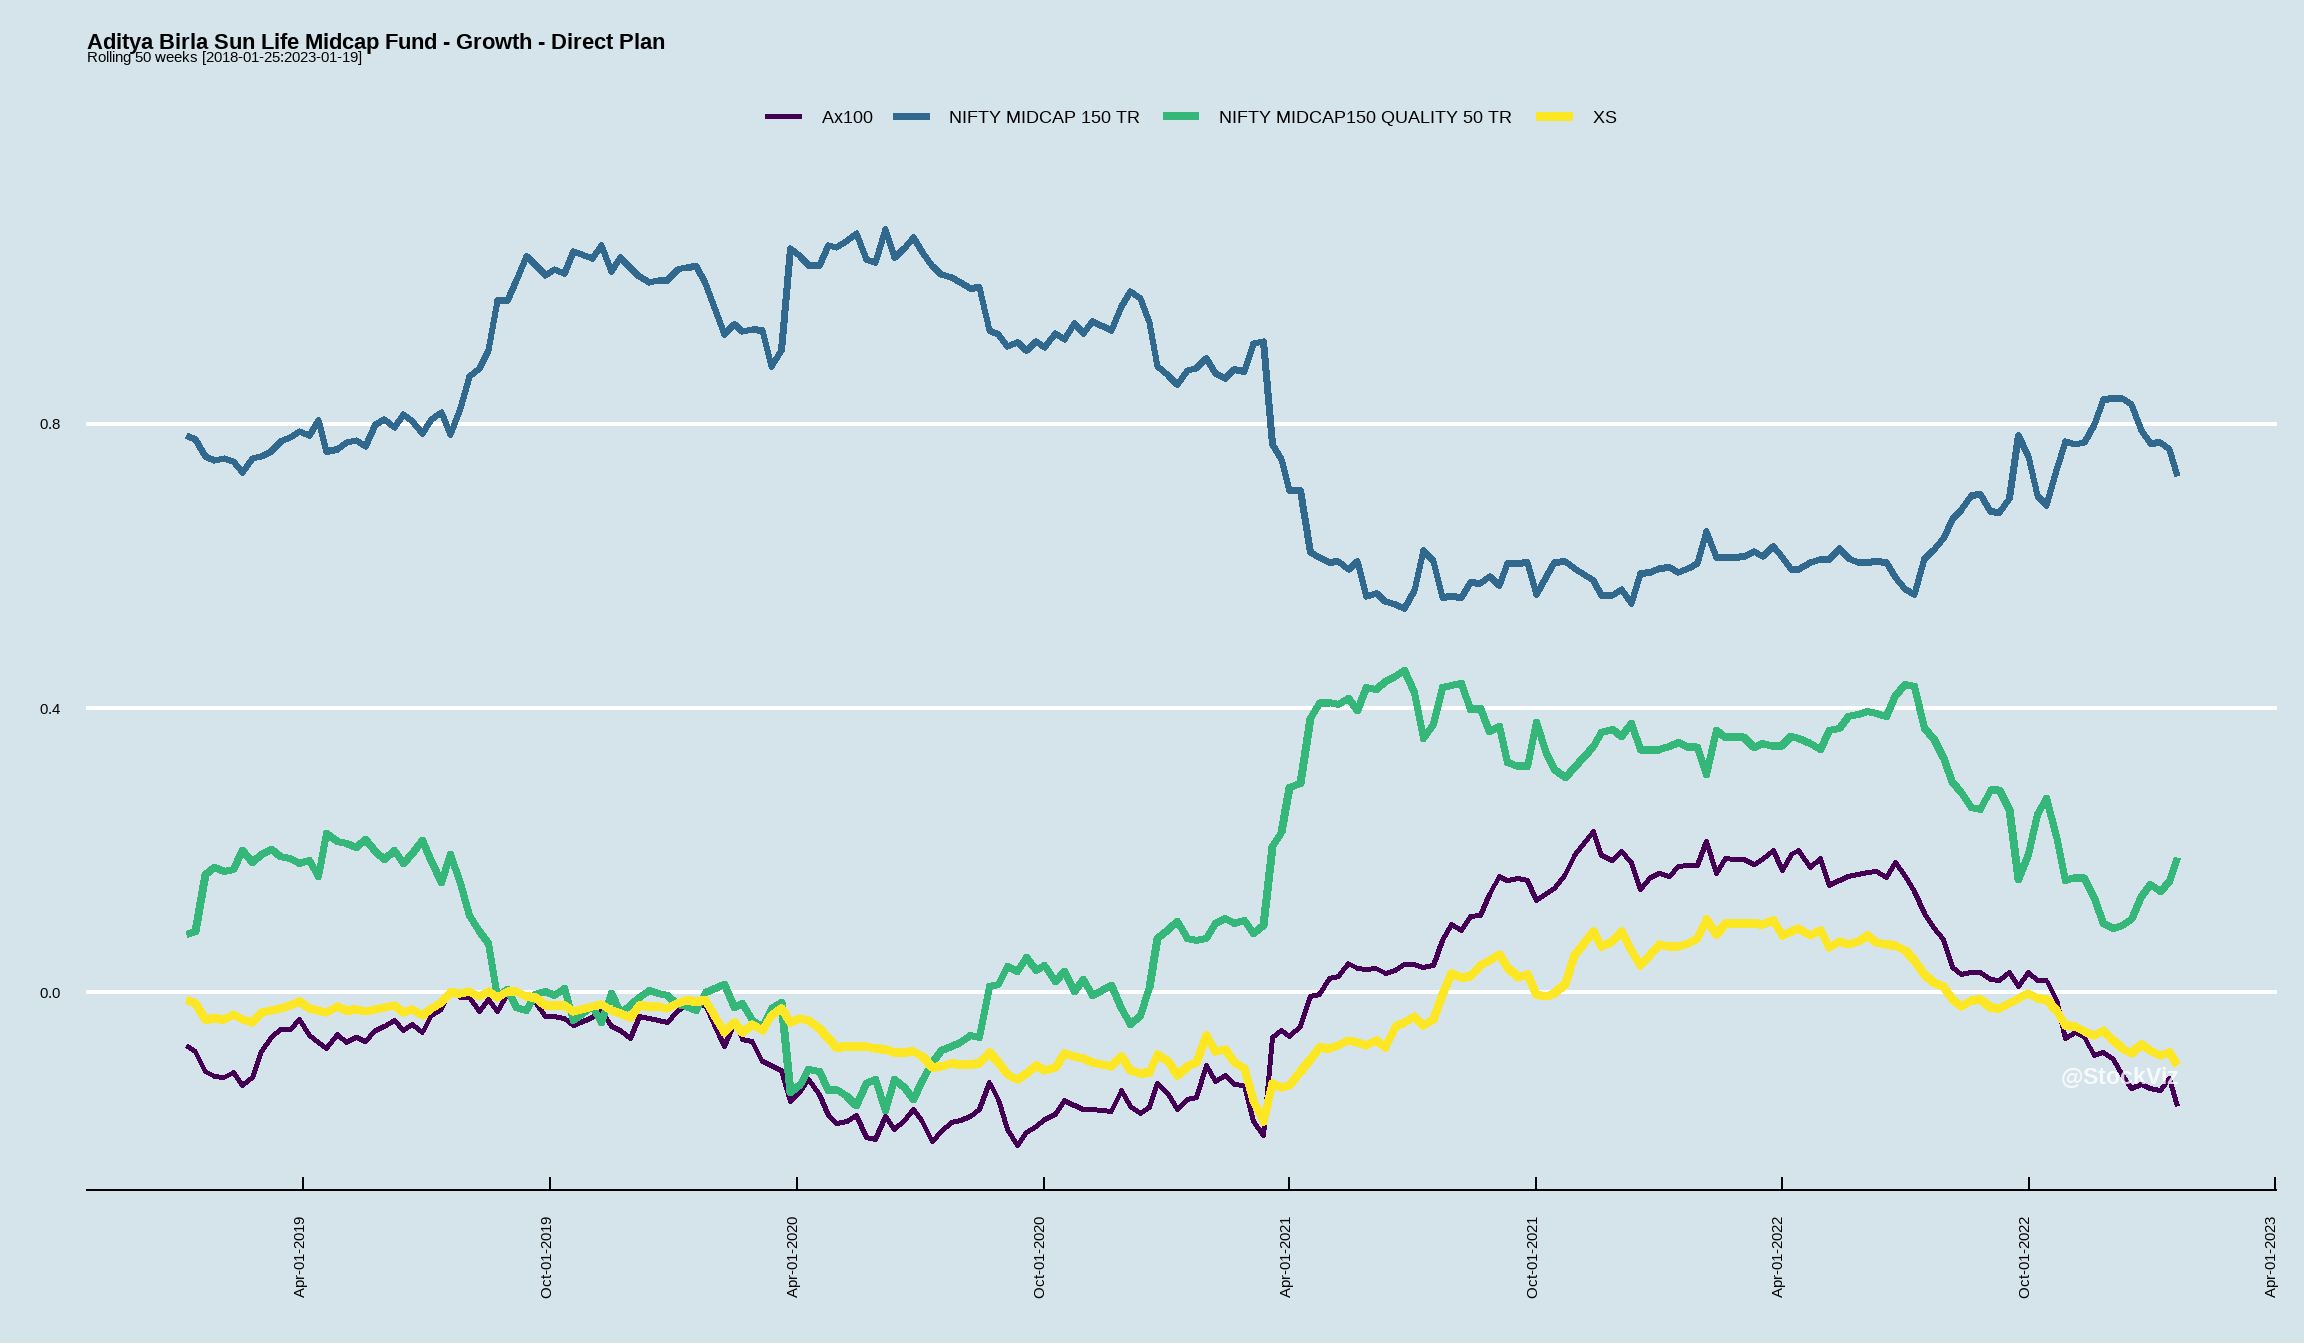 Aditya Birla Sun Life Midcap Fund - Growth - Direct Plan
Rolling 50 weeks [2018-01-25:2023-01-19]
Ax100 NIFTY MIDCAP 150 TR NIFTY MIDCAP150 QUALITY 50 TR XS
0.8
0.4
0.0
@StockViz
Apr-01-2019 Oct-01-2019 Apr-01-2020 Oct-01-2020 Apr-01-2021 Oct-01-2021 Apr-01-2022 Oct-01-2022 Apr-01-2023